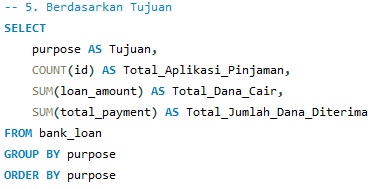 -- 5. Berdasarkan Tujuan
SELECT
purpose AS Tujuan,
COUNT(id) AS Total_Aplikasi_Pinjaman,
SUM(loan_amount) AS Total_Dana_Cair,
SUM(total_payment) AS Total_Jumlah_Dana_Diterima
FROM bank_loan
GROUP BY purpose
ORDER BY purpose